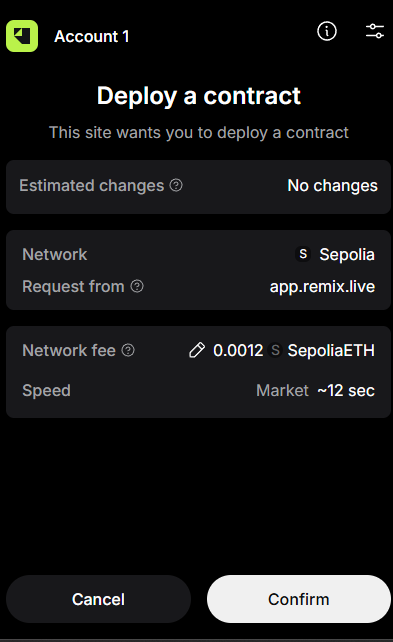 Account 1
Deploy a contract
This site wants you to deploy a contract
Estimated changes ? No changes
Network S Sepolia
Request from ? app.remix.live
Network fee ? 0.0012 S SepoliaETH
Speed Market ~12 sec
Cancel Confirm